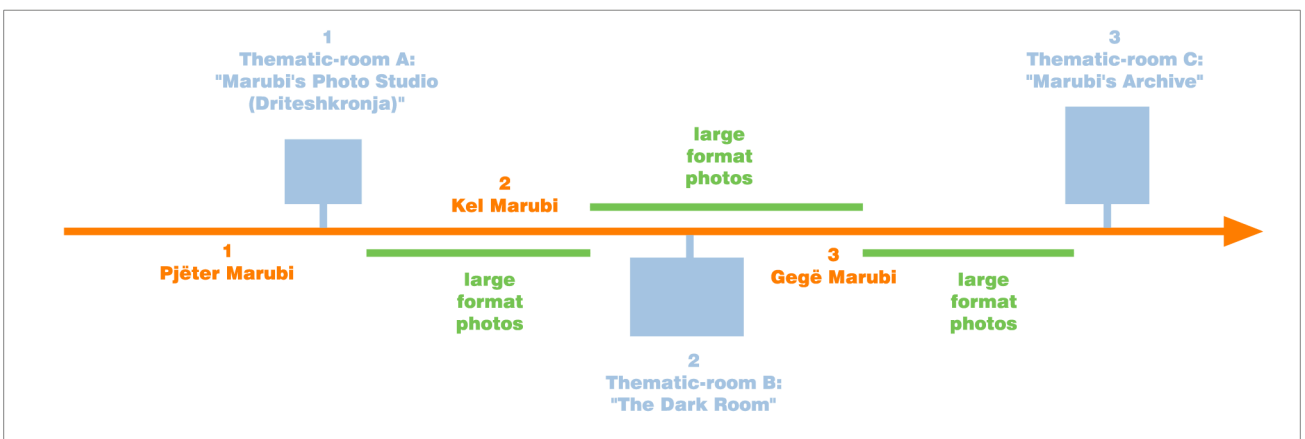 1
Thematic-room A:
"Marubi's Photo Studio
(Driteshkronja)"
3
Thematic-room C:
"Marubi's Archive"
large
format
photos
2
Kel Marubi
1
Pjëter Marubi
large
format
photos
3
Gegë Marubi
large
format
photos
2
Thematic-room B:
"The Dark Room"